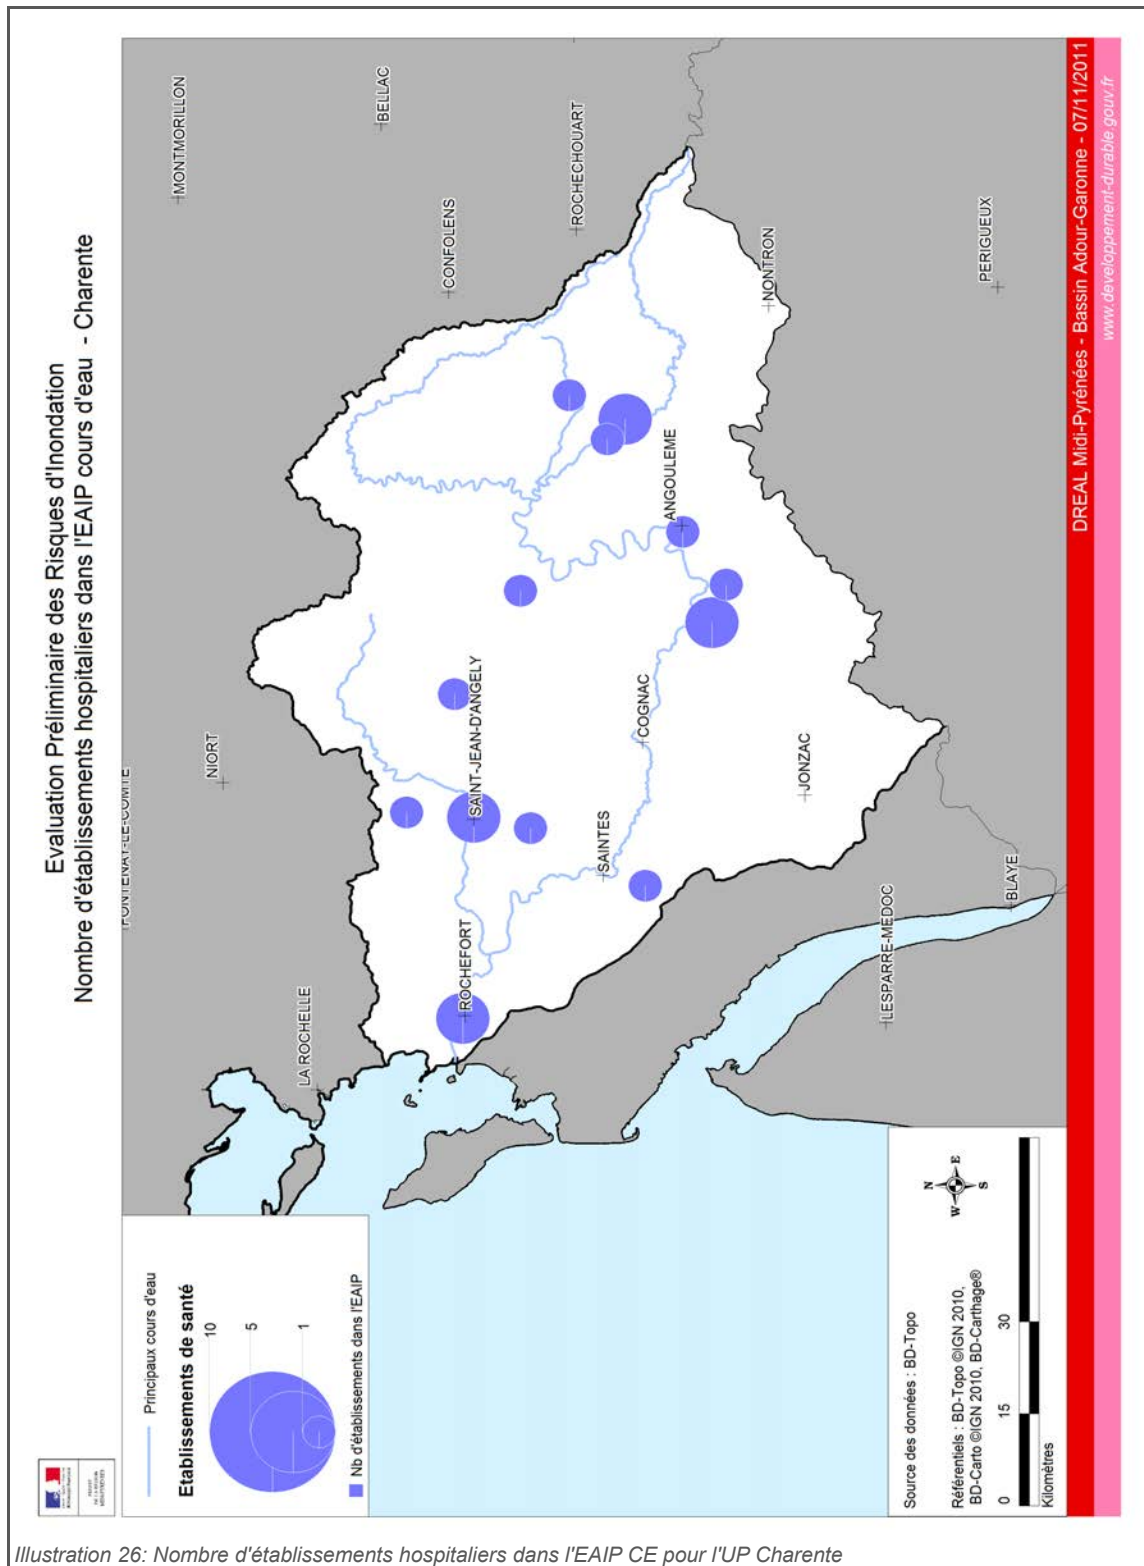 Evaluation Préliminaire des Risques d'Inondation
Nombre d'établissements hospitaliers dans l'EAIP cours d'eau - Charente
MONTMORILLON
BELLAC
ROCHECHOUART
CONFOLENS
NONTRON
PERIGUEUX
ANGOULEME
NIORT
FONTENAY-LE-COMTE
SAINT-JEAN-D'ANGELY
COGNAC
JONZAC
SAINTES
ROCHEFORT
LA ROCHELLE
BLAYE
LESPARRE-MEDOC
Principaux cours d'eau
Etablissements de santé
10
5
1
Nb d'établissements dans l'EAIP
Source des données : BD-Topo
Référentiels : BD-Topo ©IGN 2010,
BD-Carto ©IGN 2010, BD-Carthage®
N
W E
S
0 15 30
Kilomètres
DREAL Midi-Pyrénées - Bassin Adour-Garonne - 07/11/2011
www.developpement-durable.gouv.fr
Illustration 26: Nombre d'établissements hospitaliers dans l'EAIP CE pour l'UP Charente